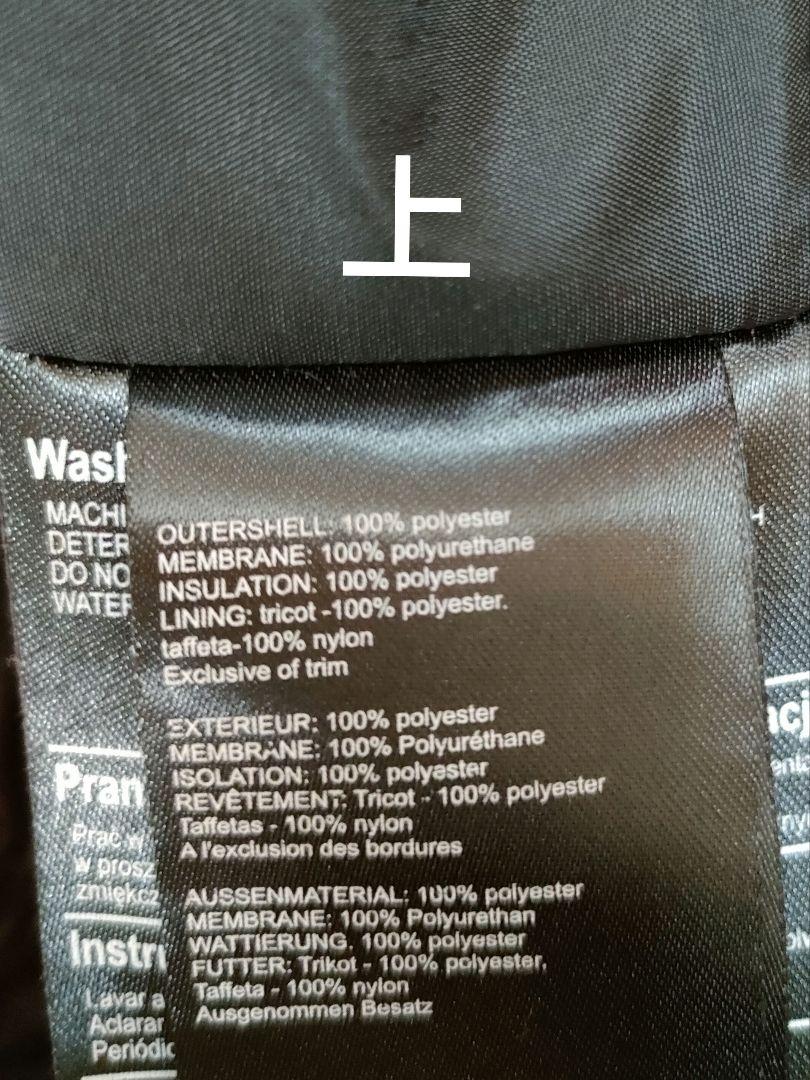 上
Wash
MACHI
DETER
DO NO
WATER
OUTERSHELL: 100% polyester
MEMBRANE: 100% polyurethane
INSULATION: 100% polyester
LINING: tricot -100% polyester.
taffeta-100% nylon
Exclusive of trim
EXTERIEUR: 100% polyester
MEMBRANE: 100% Polyuréthane
ISOLATION: 100% polyester
REVÊTEMENT: Tricot - 100% polyester
Taffetas - 100% nylon
A l'exclusion des bordures
AUSSENMATERIAL: 100% polyester
MEMBRANE: 100% Polyurethan
WATTIERUNG. 100% polyester
FUTTER: Trikot - 100% polyester,
Taffeta - 100% nylon
Ausgenommen Besatz
Pran
Prac w
w prosz
zmiękcz
Instru
Lavar a
Aclarar
Periódic